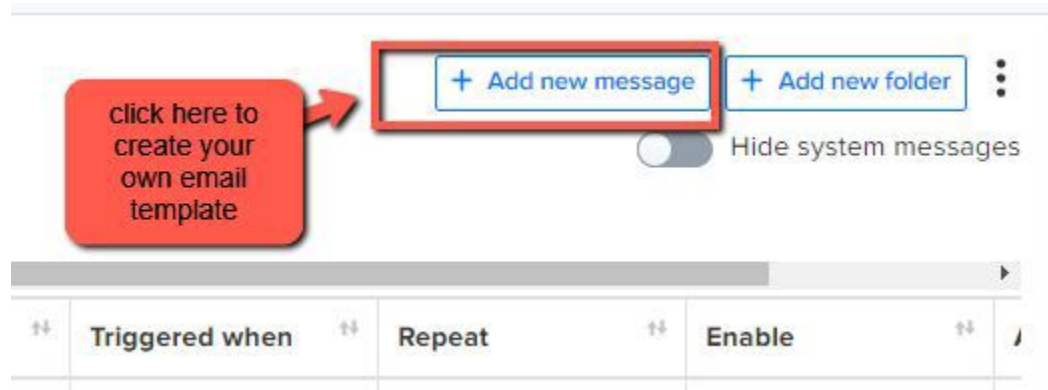 + Add new message
+ Add new folder
click here to
create your
own email
template
Hide system messages
Triggered when
Repeat
Enable